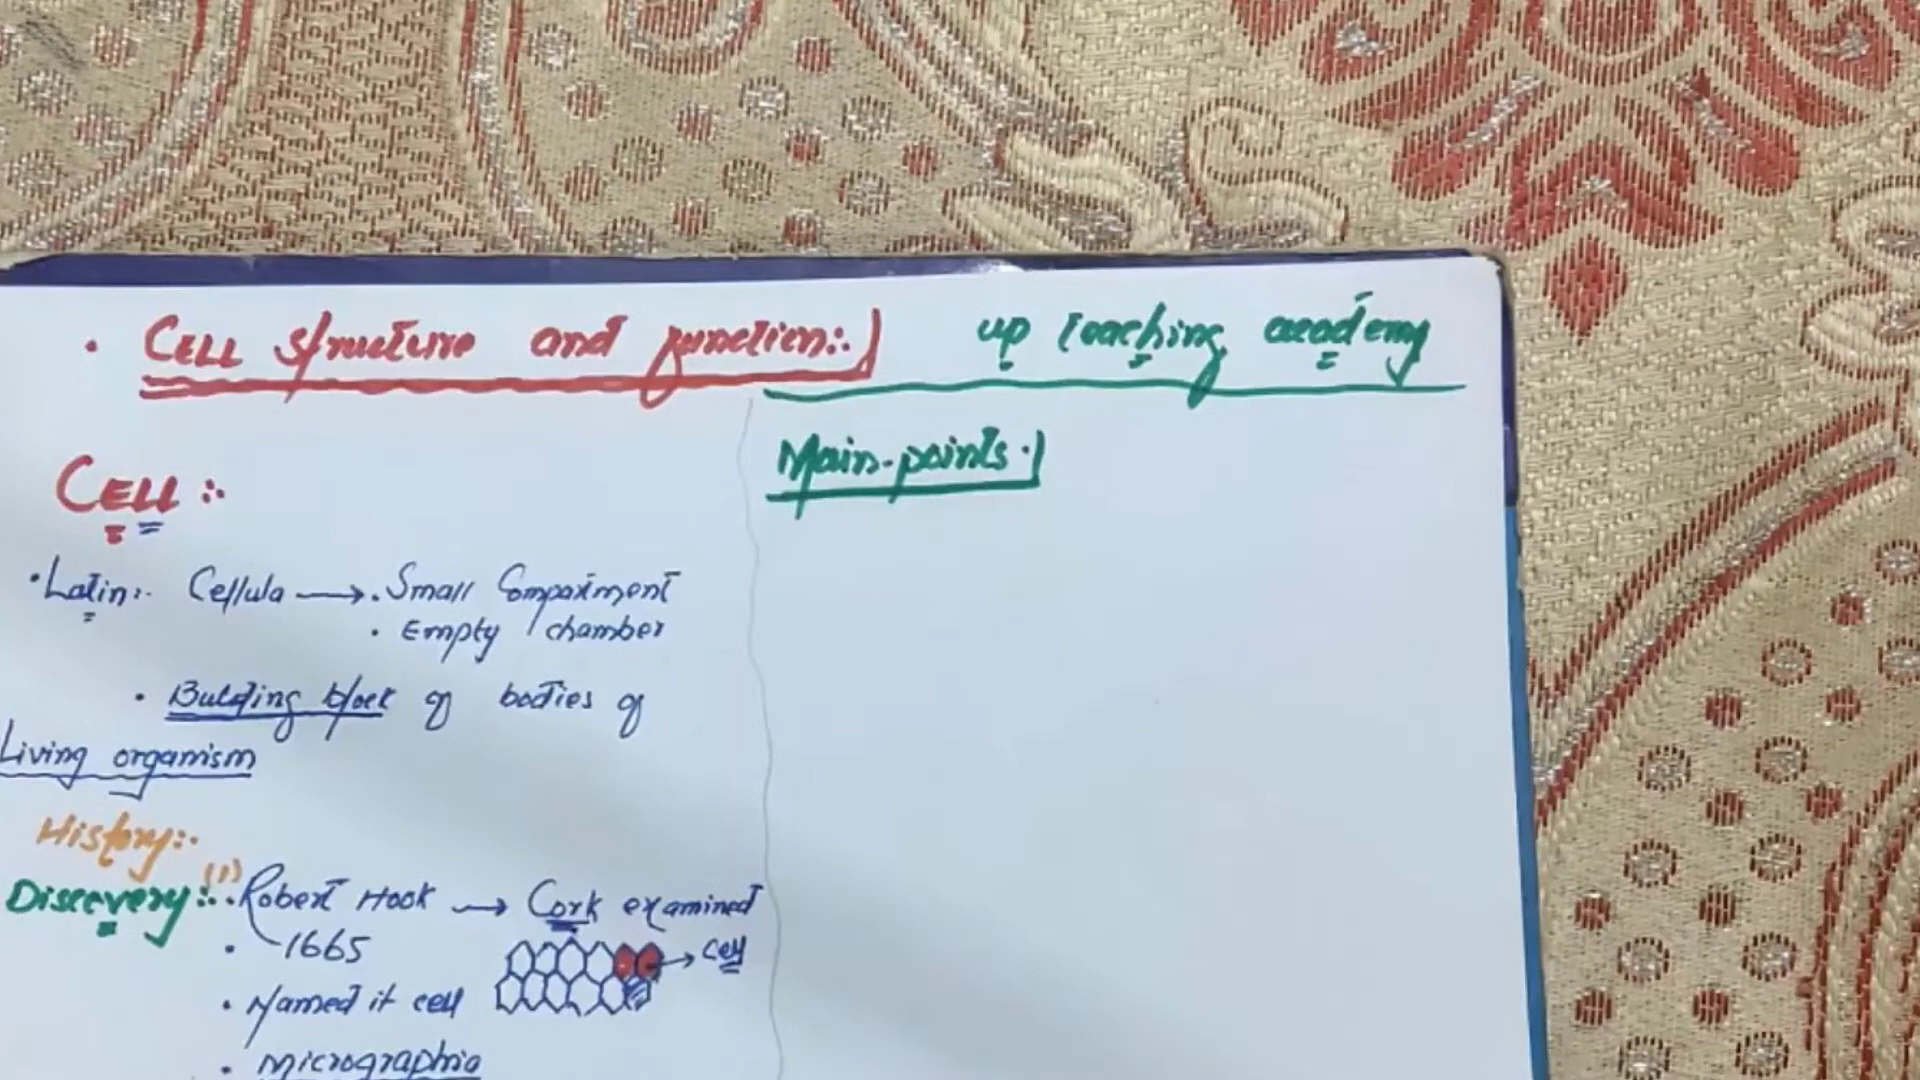 • CELL structure and function:.
up Coaching academy
Main-points.
CELL :.
• Latin:. Cellula → • Small Compartment
• Empty chamber
• Building block of bodies of
Living organism
History:.
Discovery:. (1) • Robert Hook → Cork examined
• 1665
→ Cell
• Named it cell
• Micrographia